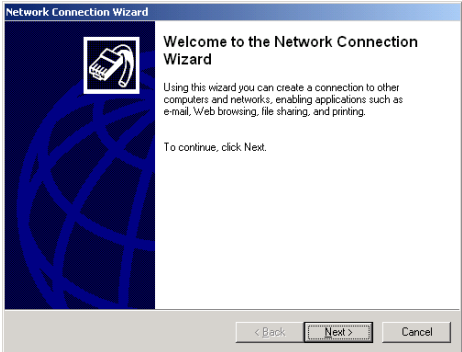 Network Connection Wizard
Welcome to the Network Connection
Wizard
Using this wizard you can create a connection to other
computers and networks, enabling applications such as
e-mail, Web browsing, file sharing, and printing.
To continue, click Next.
< Back
Next >
Cancel